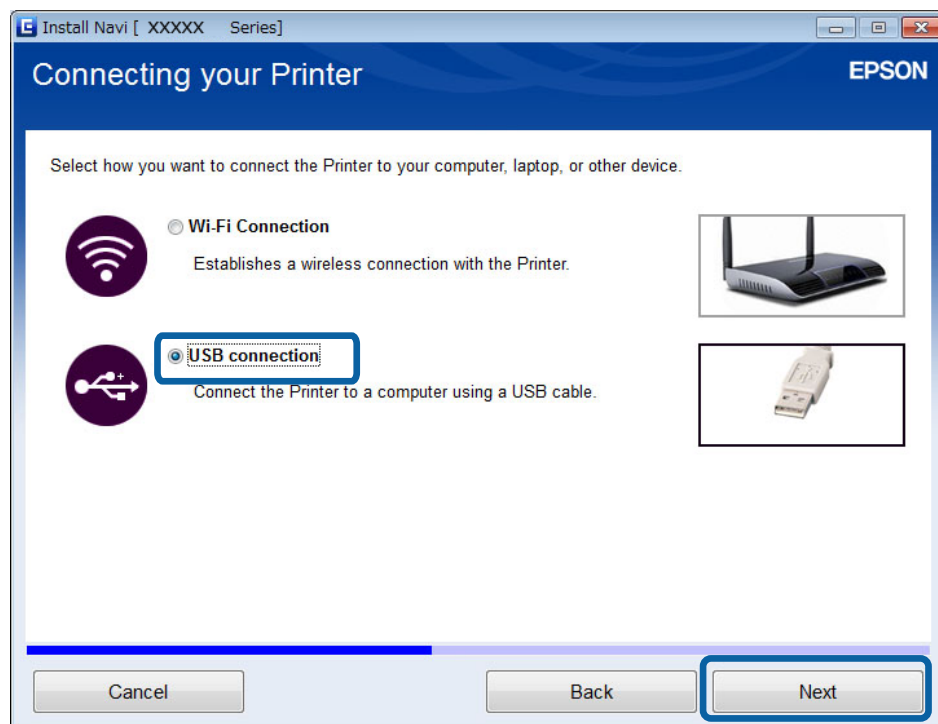 Install Navi [ XXXXX Series]
Connecting your Printer
EPSON
Select how you want to connect the Printer to your computer, laptop, or other device.
Wi-Fi Connection
Establishes a wireless connection with the Printer.
USB connection
Connect the Printer to a computer using a USB cable.
Cancel
Back
Next